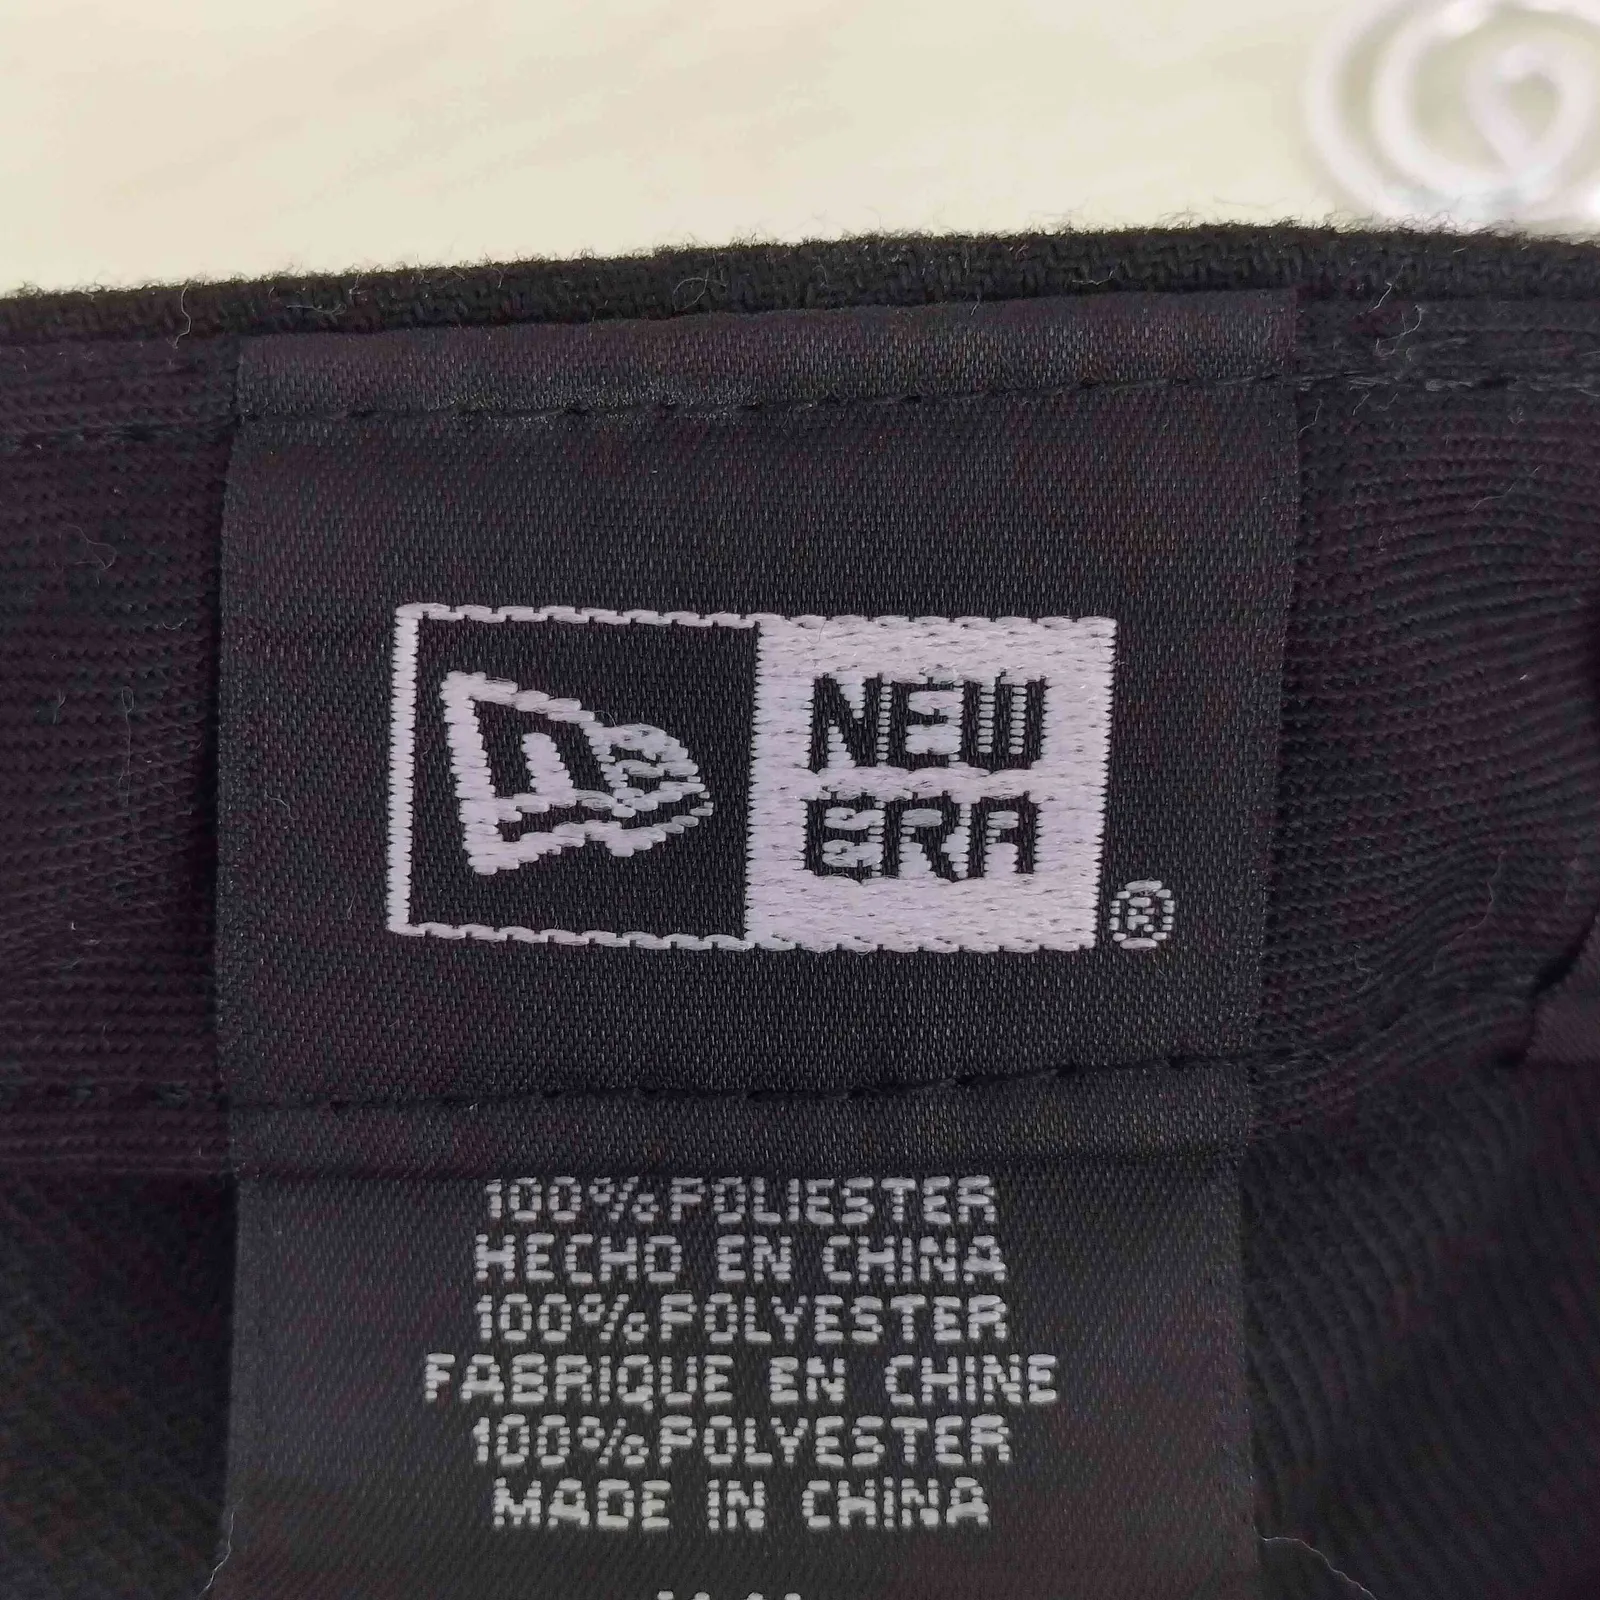 NEW
ERA
®
100%POLIESTER
HECHO EN CHINA
100%POLYESTER
FABRIQUE EN CHINE
100%POLYESTER
MADE IN CHINA